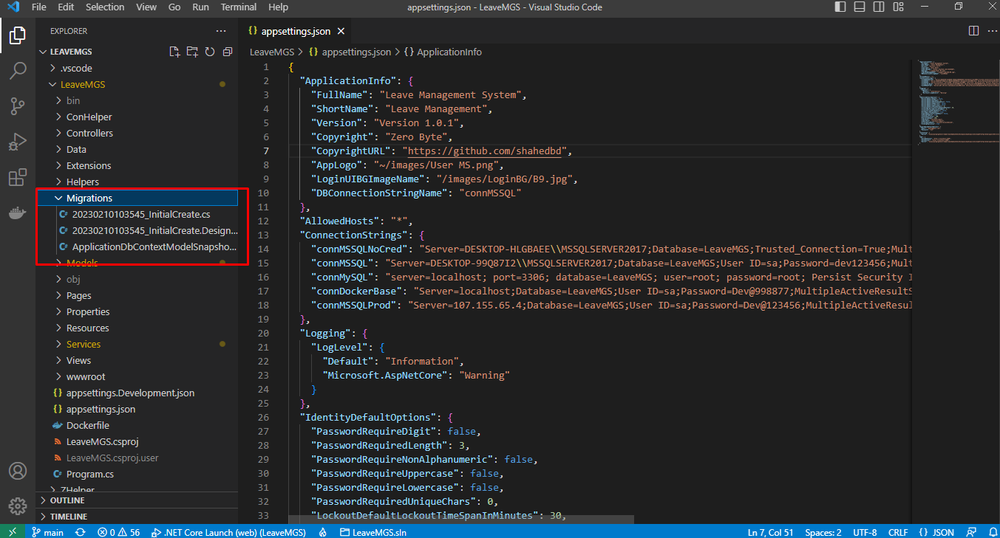 File Edit Selection View Go Run Terminal Help
appsettings.json - LeaveMGS - Visual Studio Code
EXPLORER
LEAVEMGS
.vscode
LeaveMGS
bin
ConHelper
Controllers
Data
Extensions
Helpers
Migrations
20230210103545_InitialCreate.cs
20230210103545_InitialCreate.Design...
ApplicationDbContextModelSnapsho...
Models
obj
Pages
Properties
Resources
Services
Views
wwwroot
appsettings.Development.json
appsettings.json
Dockerfile
LeaveMGS.csproj
LeaveMGS.csproj.user
Program.cs
ZHelper
OUTLINE
TIMELINE
{} appsettings.json
LeaveMGS > {} appsettings.json > {} ApplicationInfo
1 {
2 "ApplicationInfo": {
3 "FullName": "Leave Management System",
4 "ShortName": "Leave Management",
5 "Version": "Version 1.0.1",
6 "Copyright": "Zero Byte",
7 "CopyrightURL": "https://github.com/shahedbd",
8 "AppLogo": "~/images/User MS.png",
9 "LoginUIBGImageName": "/images/LoginBG/B9.jpg",
10 "DBConnectionStringName": "connMSSQL"
11 },
12 "AllowedHosts": "*",
13 "ConnectionStrings": {
14 "connMSSQLNoCred": "Server=DESKTOP-HLGBAEE\\MSSQLSERVER2017;Database=LeaveMGS;Trusted_Connection=True;Mult
15 "connMSSQL": "Server=DESKTOP-99Q87I2\\MSSQLSERVER2017;Database=LeaveMGS;User ID=sa;Password=dev123456;Mult
16 "connMySQL": "server=localhost; port=3306; database=LeaveMGS; user=root; password=root; Persist Security I
17 "connDockerBase": "Server=localhost;Database=LeaveMGS;User ID=sa;Password=Dev@998877;MultipleActiveResultS
18 "connMSSQLProd": "Server=107.155.65.4;Database=LeaveMGS;User ID=sa;Password=Dev@123456;MultipleActiveResul
19 },
20 "Logging": {
21 "LogLevel": {
22 "Default": "Information",
23 "Microsoft.AspNetCore": "Warning"
24 }
25 },
26 "IdentityDefaultOptions": {
27 "PasswordRequireDigit": false,
28 "PasswordRequiredLength": 3,
29 "PasswordRequireNonAlphanumeric": false,
30 "PasswordRequireUppercase": false,
31 "PasswordRequireLowercase": false,
32 "PasswordRequiredUniqueChars": 0,
33 "LockoutDefaultLockoutTimeSpanInMinutes": 30,
main 0 56 .NET Core Launch (web) (LeaveMGS) LeaveMGS.sln Ln 7, Col 51 Spaces: 2 UTF-8 CRLF {} JSON